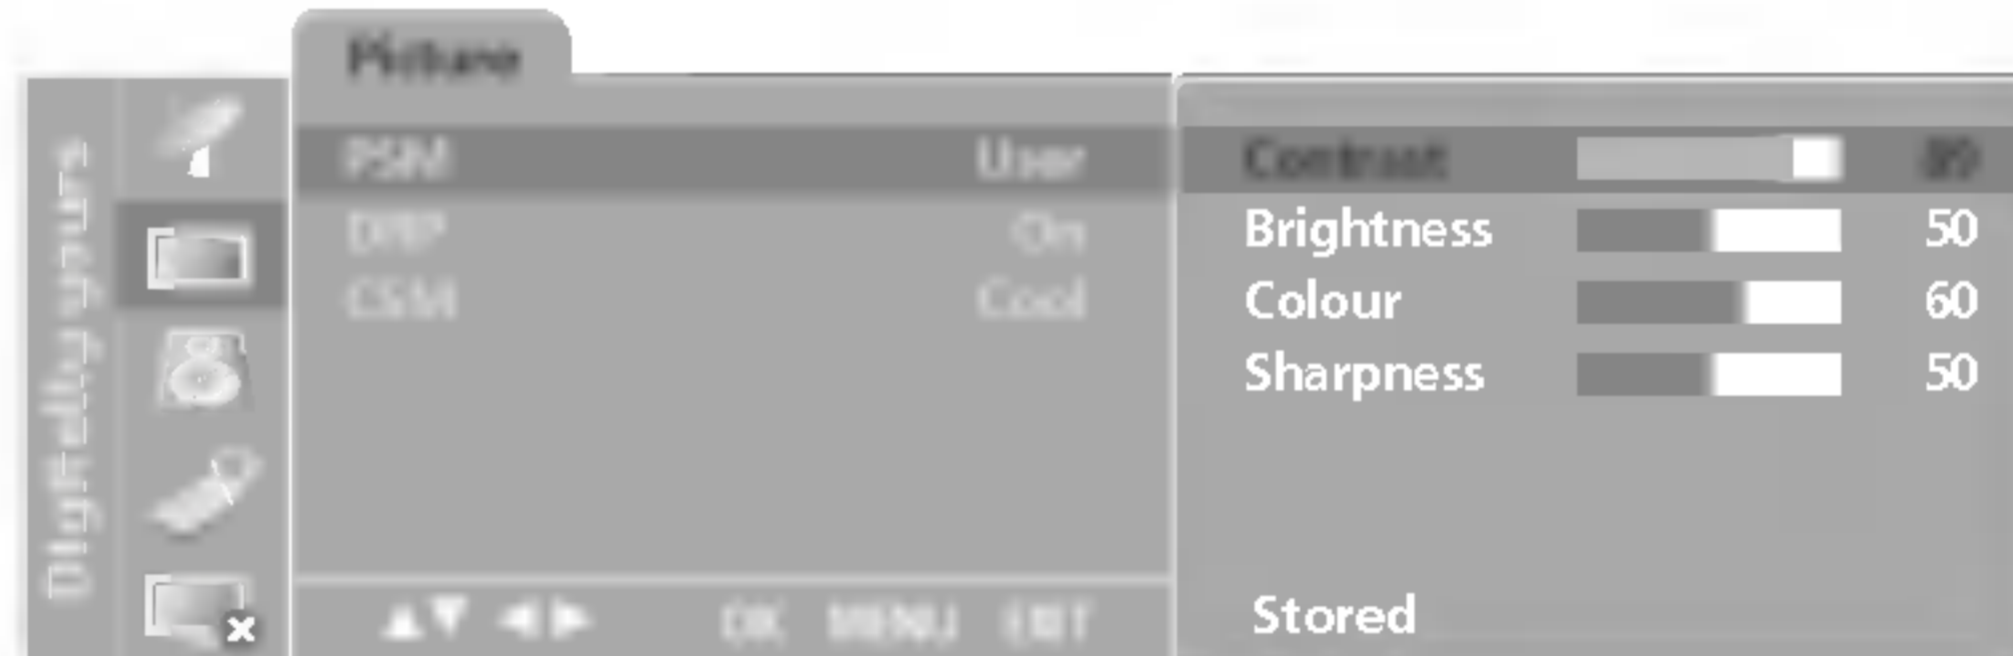 Picture
PSM User
DRP On
CSM Cool
OK MENU EXIT
Contrast
Brightness 50
Colour 60
Sharpness 50
Stored